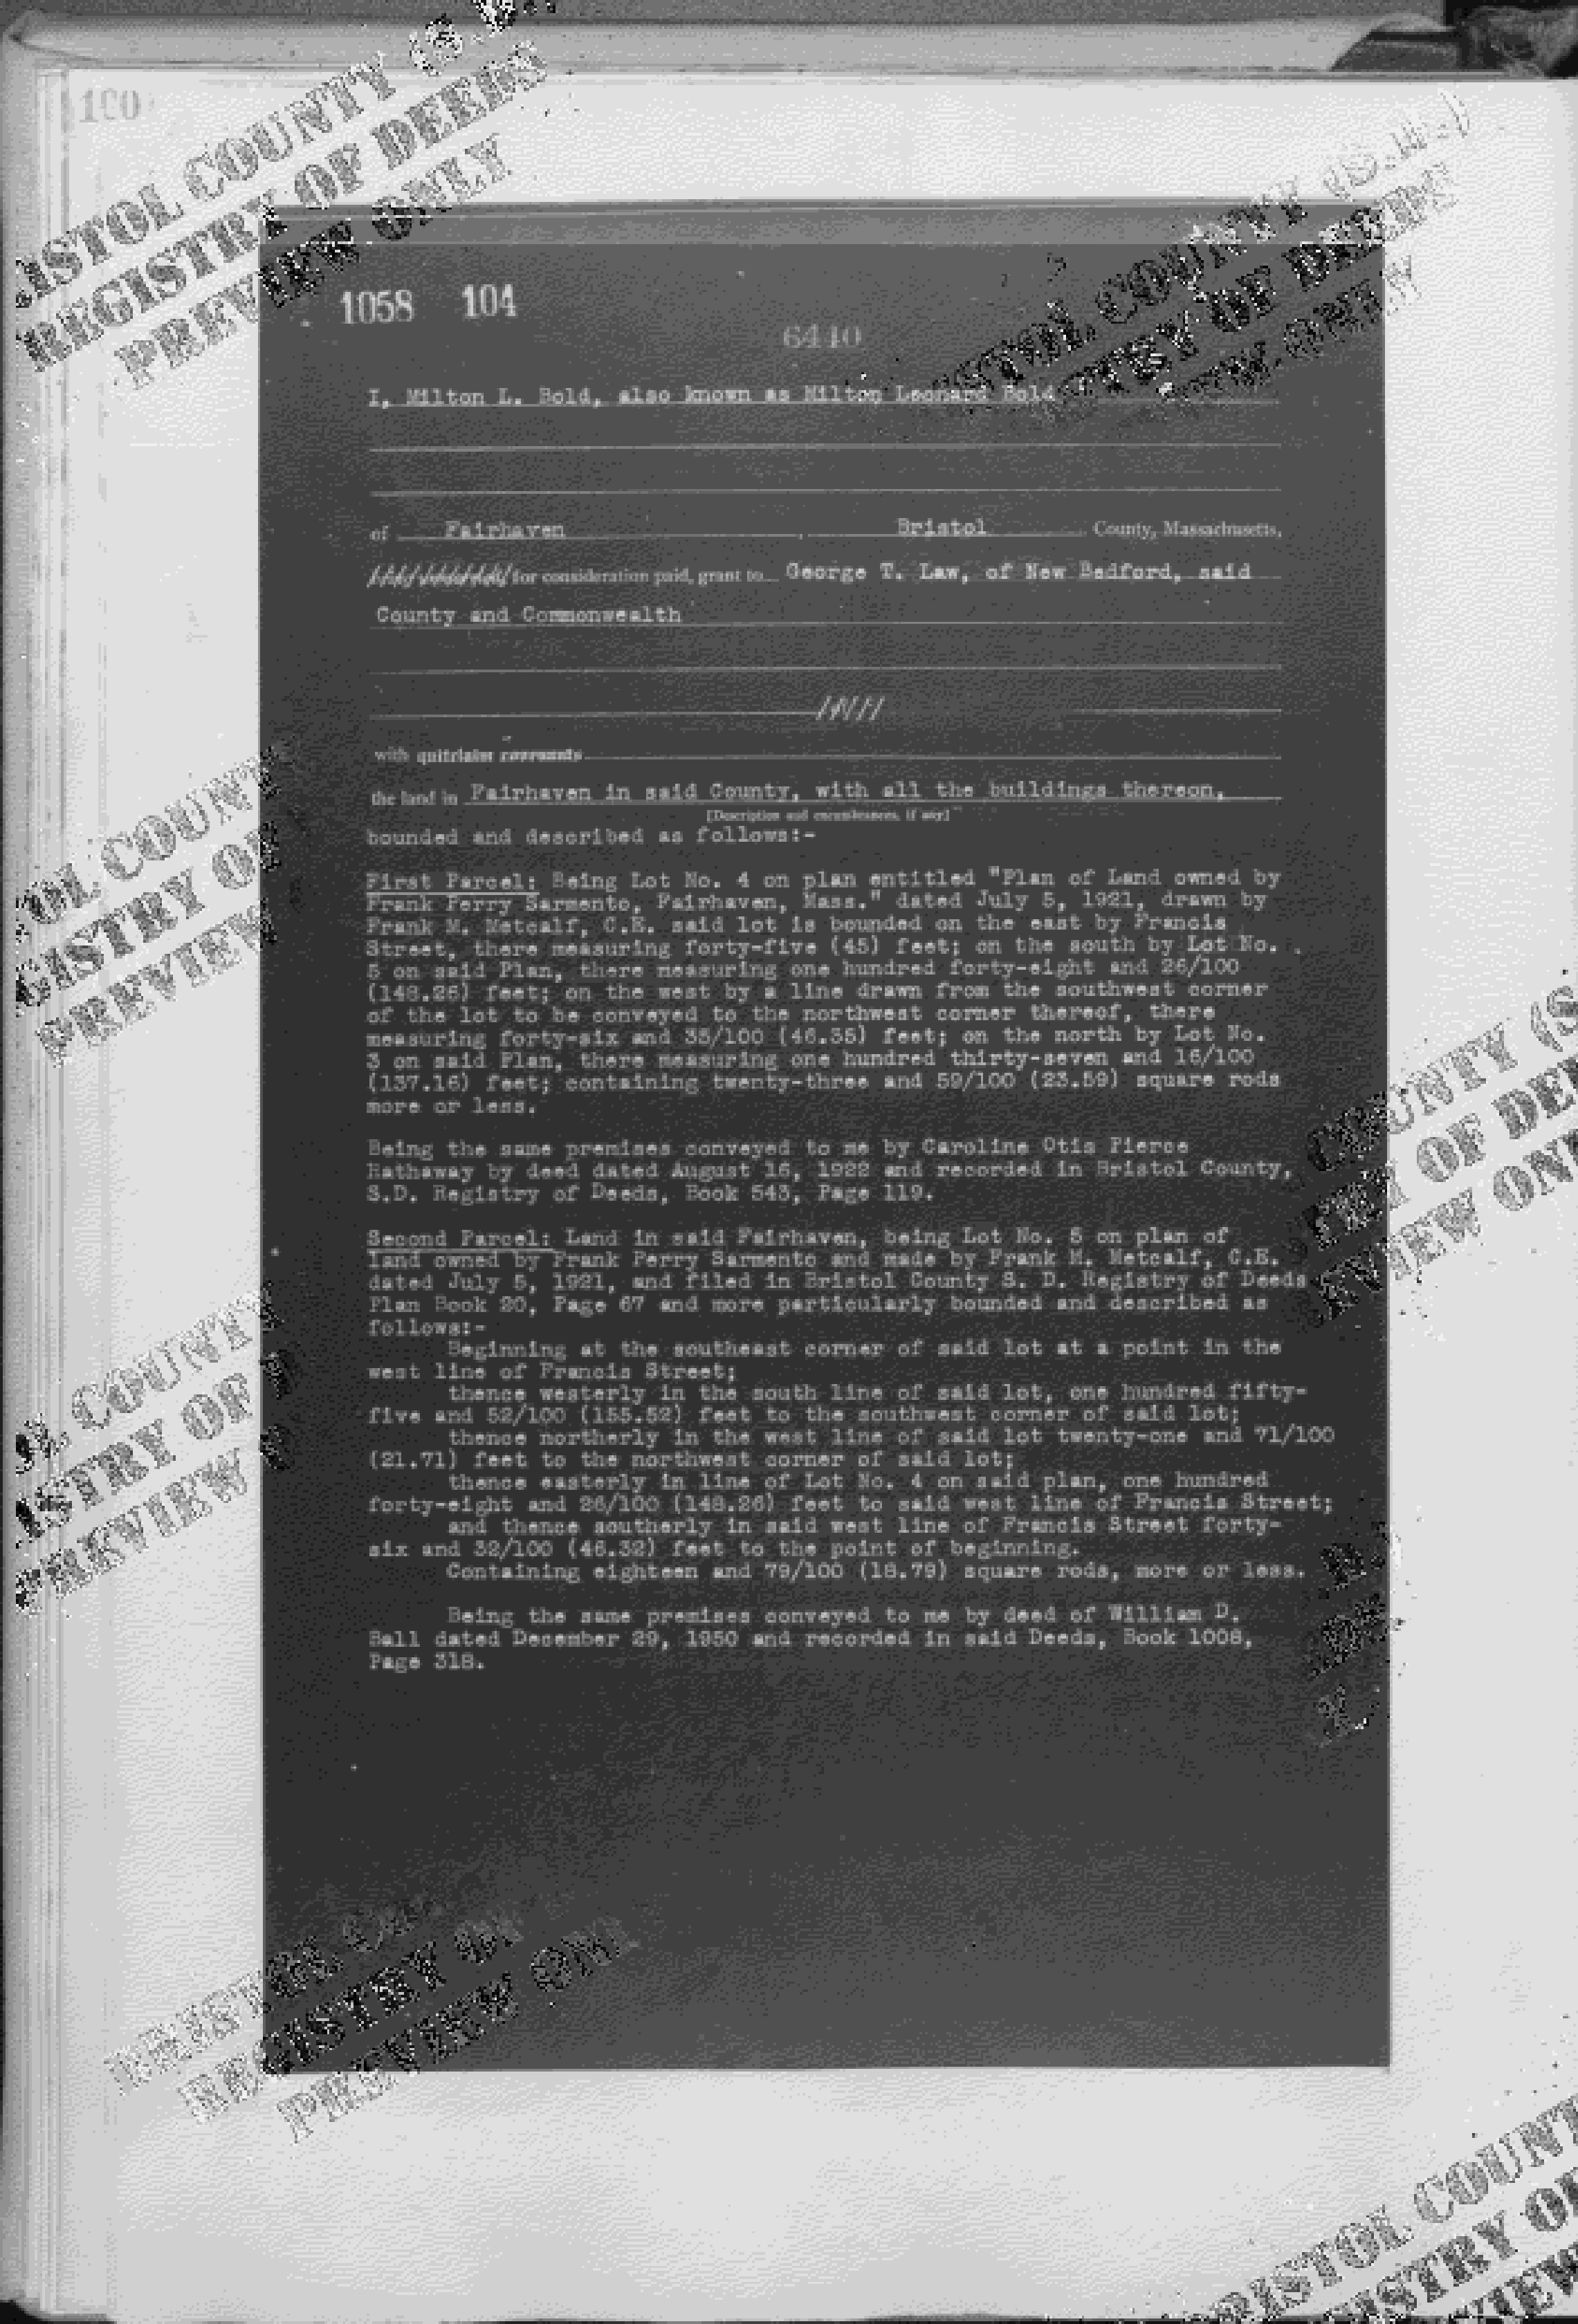 100
BRISTOL COUNTY (S.D.)
REGISTRY OF DEEDS
PREVIEW ONLY
1058 104
6440
I, Milton L. Bold, also known as Milton Leonard Bold
of Fairhaven, Bristol County, Massachusetts,
for consideration paid, grant to George T. Law, of New Bedford, said
County and Commonwealth
with quitclaim covenants
the land in Fairhaven in said County, with all the buildings thereon,
[Description and encumbrances, if any]
bounded and described as follows:-
First Parcel: Being Lot No. 4 on plan entitled "Plan of Land owned by
Frank Perry Sarmento, Fairhaven, Mass." dated July 5, 1921, drawn by
Frank M. Metcalf, C.E. said lot is bounded on the east by Francis
Street, there measuring forty-five (45) feet; on the south by Lot No.
5 on said Plan, there measuring one hundred forty-eight and 26/100
(148.26) feet; on the west by a line drawn from the southwest corner
of the lot to be conveyed to the northwest corner thereof, there
measuring forty-six and 35/100 (46.35) feet; on the north by Lot No.
3 on said Plan, there measuring one hundred thirty-seven and 16/100
(137.16) feet; containing twenty-three and 59/100 (23.59) square rods
more or less.
Being the same premises conveyed to me by Caroline Otis Pierce
Hathaway by deed dated August 16, 1922 and recorded in Bristol County,
S.D. Registry of Deeds, Book 543, Page 119.
Second Parcel: Land in said Fairhaven, being Lot No. 5 on plan of
land owned by Frank Perry Sarmento and made by Frank M. Metcalf, C.E.
dated July 5, 1921, and filed in Bristol County S. D. Registry of Deeds
Plan Book 20, Page 67 and more particularly bounded and described as
follows:-
Beginning at the southeast corner of said lot at a point in the
west line of Francis Street;
thence westerly in the south line of said lot, one hundred fifty-
five and 52/100 (155.52) feet to the southwest corner of said lot;
thence northerly in the west line of said lot twenty-one and 71/100
(21.71) feet to the northwest corner of said lot;
thence easterly in line of Lot No. 4 on said plan, one hundred
forty-eight and 26/100 (148.26) feet to said west line of Francis Street;
and thence southerly in said west line of Francis Street forty-
six and 32/100 (46.32) feet to the point of beginning.
Containing eighteen and 79/100 (18.79) square rods, more or less.
Being the same premises conveyed to me by deed of William D.
Ball dated December 29, 1950 and recorded in said Deeds, Book 1008,
Page 318.